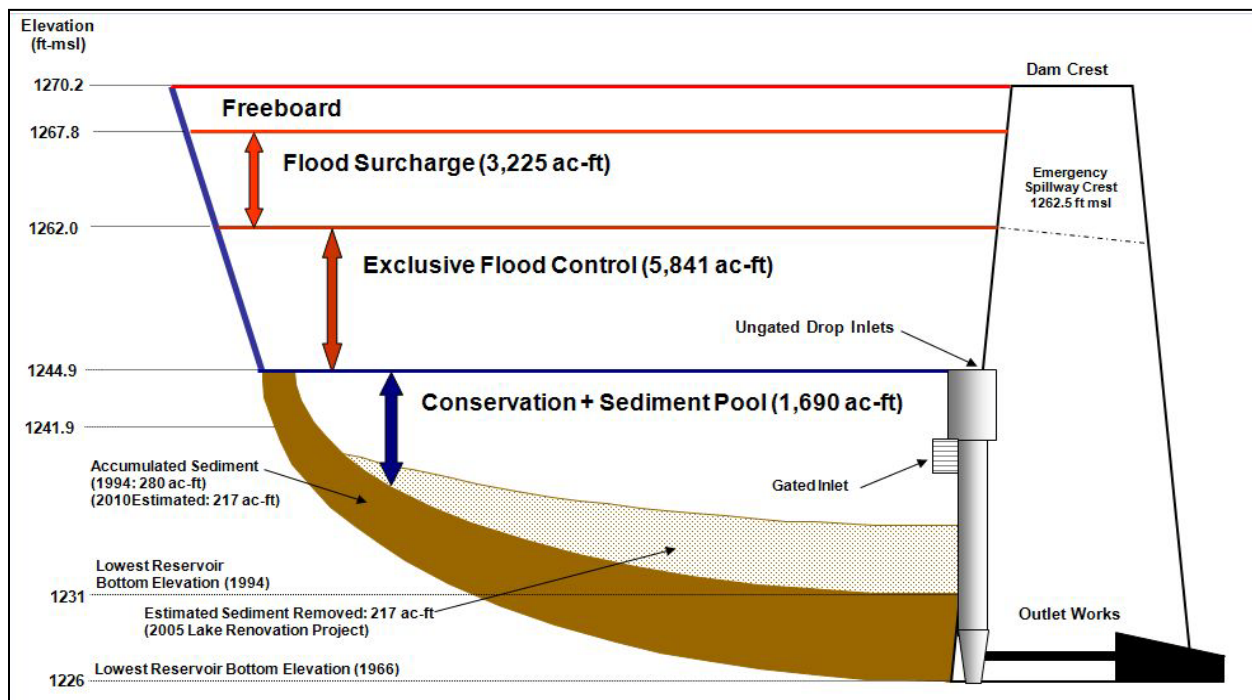 Elevation
(ft-msl)
1270.2
Dam Crest
Freeboard
1267.8
Flood Surcharge (3,225 ac-ft)
Emergency
Spillway Crest
1262.5 ft msl
1262.0
Exclusive Flood Control (5,841 ac-ft)
Ungated Drop Inlets
1244.9
Conservation + Sediment Pool (1,690 ac-ft)
1241.9
Accumulated Sediment
(1994: 280 ac-ft)
(2010Estimated: 217 ac-ft)
Gated Inlet
Lowest Reservoir
Bottom Elevation (1994)
1231
Estimated Sediment Removed: 217 ac-ft
(2005 Lake Renovation Project)
Outlet Works
Lowest Reservoir Bottom Elevation (1966)
1226